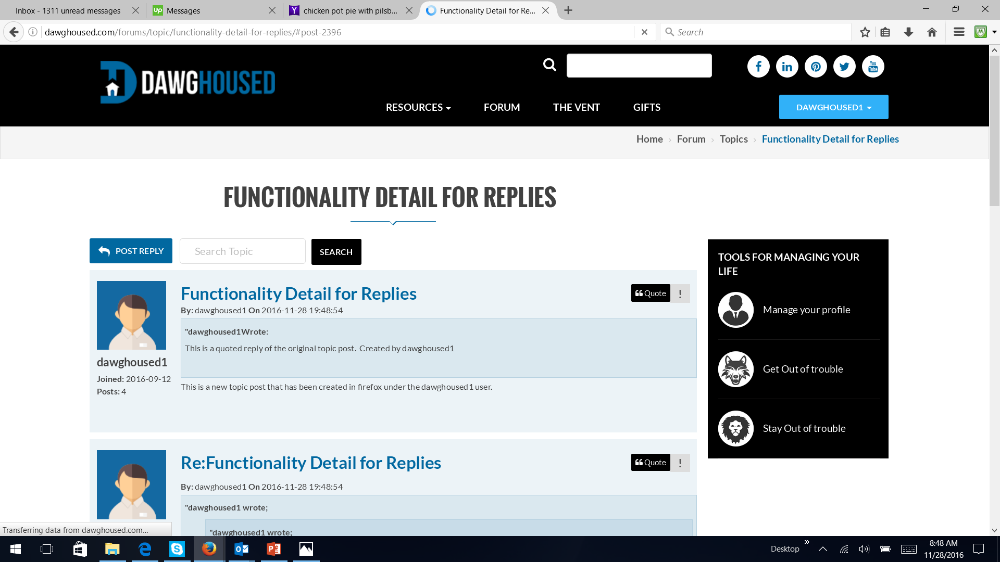 Inbox - 1311 unread messages
Messages
chicken pot pie with pilsb...
Functionality Detail for Re...
dawghoused.com/forums/topic/functionality-detail-for-replies/#post-2396
Search
DAWGHOUSED
You Tube
RESOURCES
FORUM
THE VENT
GIFTS
DAWGHOUSED1
Home > Forum > Topics > Functionality Detail for Replies
FUNCTIONALITY DETAIL FOR REPLIES
POST REPLY
Search Topic
SEARCH
Functionality Detail for Replies
Quote
!
By: dawghoused1 On 2016-11-28 19:48:54
"dawghoused1Wrote:
This is a quoted reply of the original topic post.  Created by dawghoused1
This is a new topic post that has been created in firefox under the dawghoused1 user.
dawghoused1
Joined: 2016-09-12
Posts: 4
Re:Functionality Detail for Replies
Quote
!
By: dawghoused1 On 2016-11-28 19:48:54
"dawghoused1 wrote;
"dawghoused1 wrote;
TOOLS FOR MANAGING YOUR
LIFE
Manage your profile
Get Out of trouble
Stay Out of trouble
Transferring data from dawghoused.com...
Desktop
8:48 AM
11/28/2016